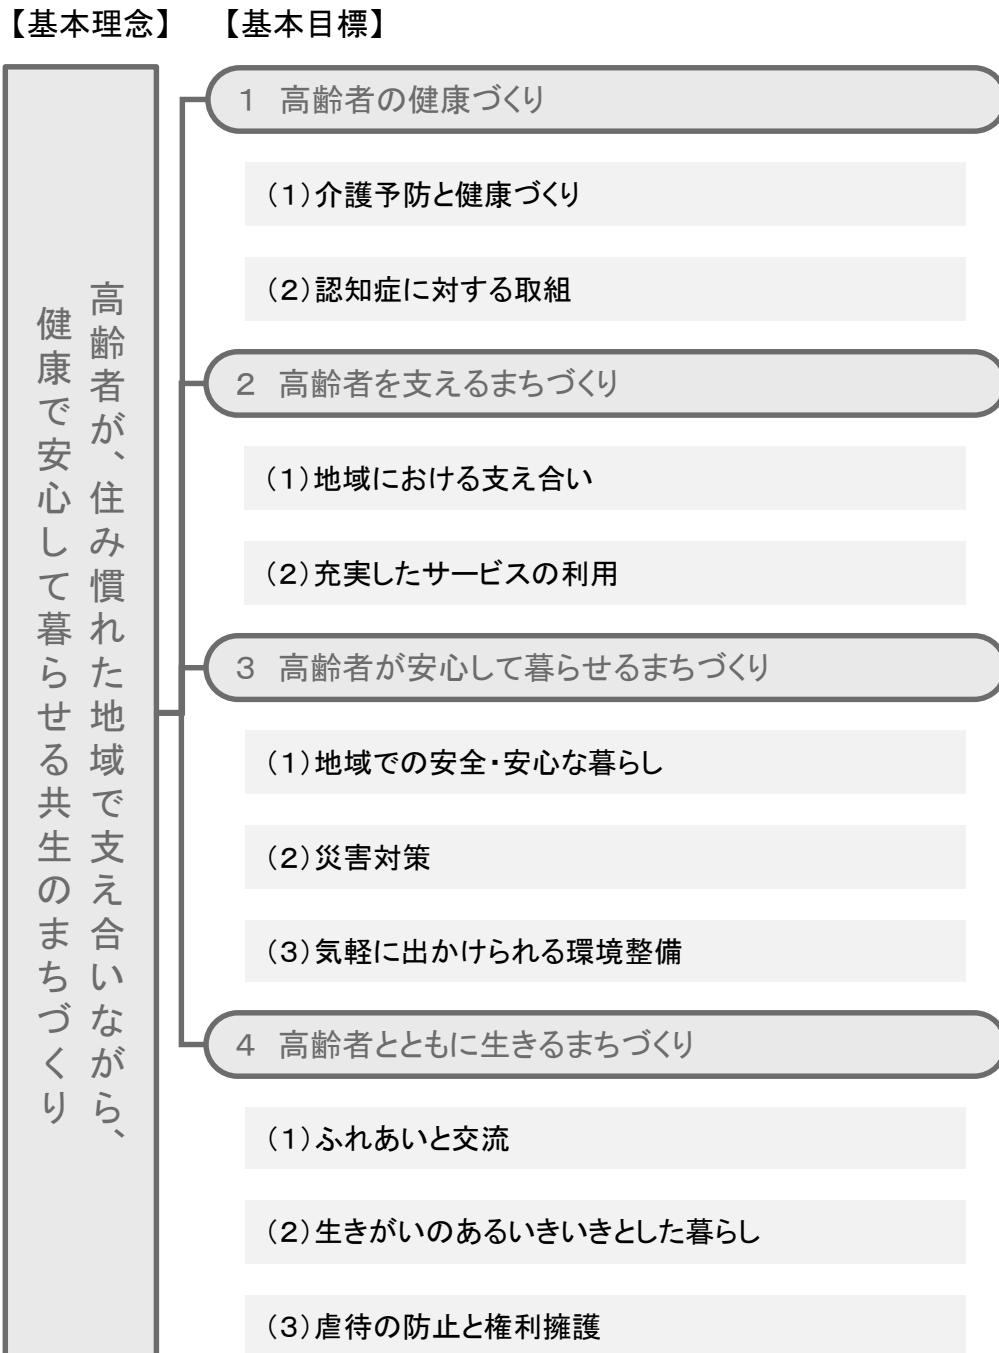 【基本理念】 【基本目標】
高齢者が、住み慣れた地域で支え合いながら、
健康で安心して暮らせる共生のまちづくり
1 高齢者の健康づくり
（1）介護予防と健康づくり
（2）認知症に対する取組
2 高齢者を支えるまちづくり
（1）地域における支え合い
（2）充実したサービスの利用
3 高齢者が安心して暮らせるまちづくり
（1）地域での安全・安心な暮らし
（2）災害対策
（3）気軽に出かけられる環境整備
4 高齢者とともに生きるまちづくり
（1）ふれあいと交流
（2）生きがいのあるいきいきとした暮らし
（3）虐待の防止と権利擁護